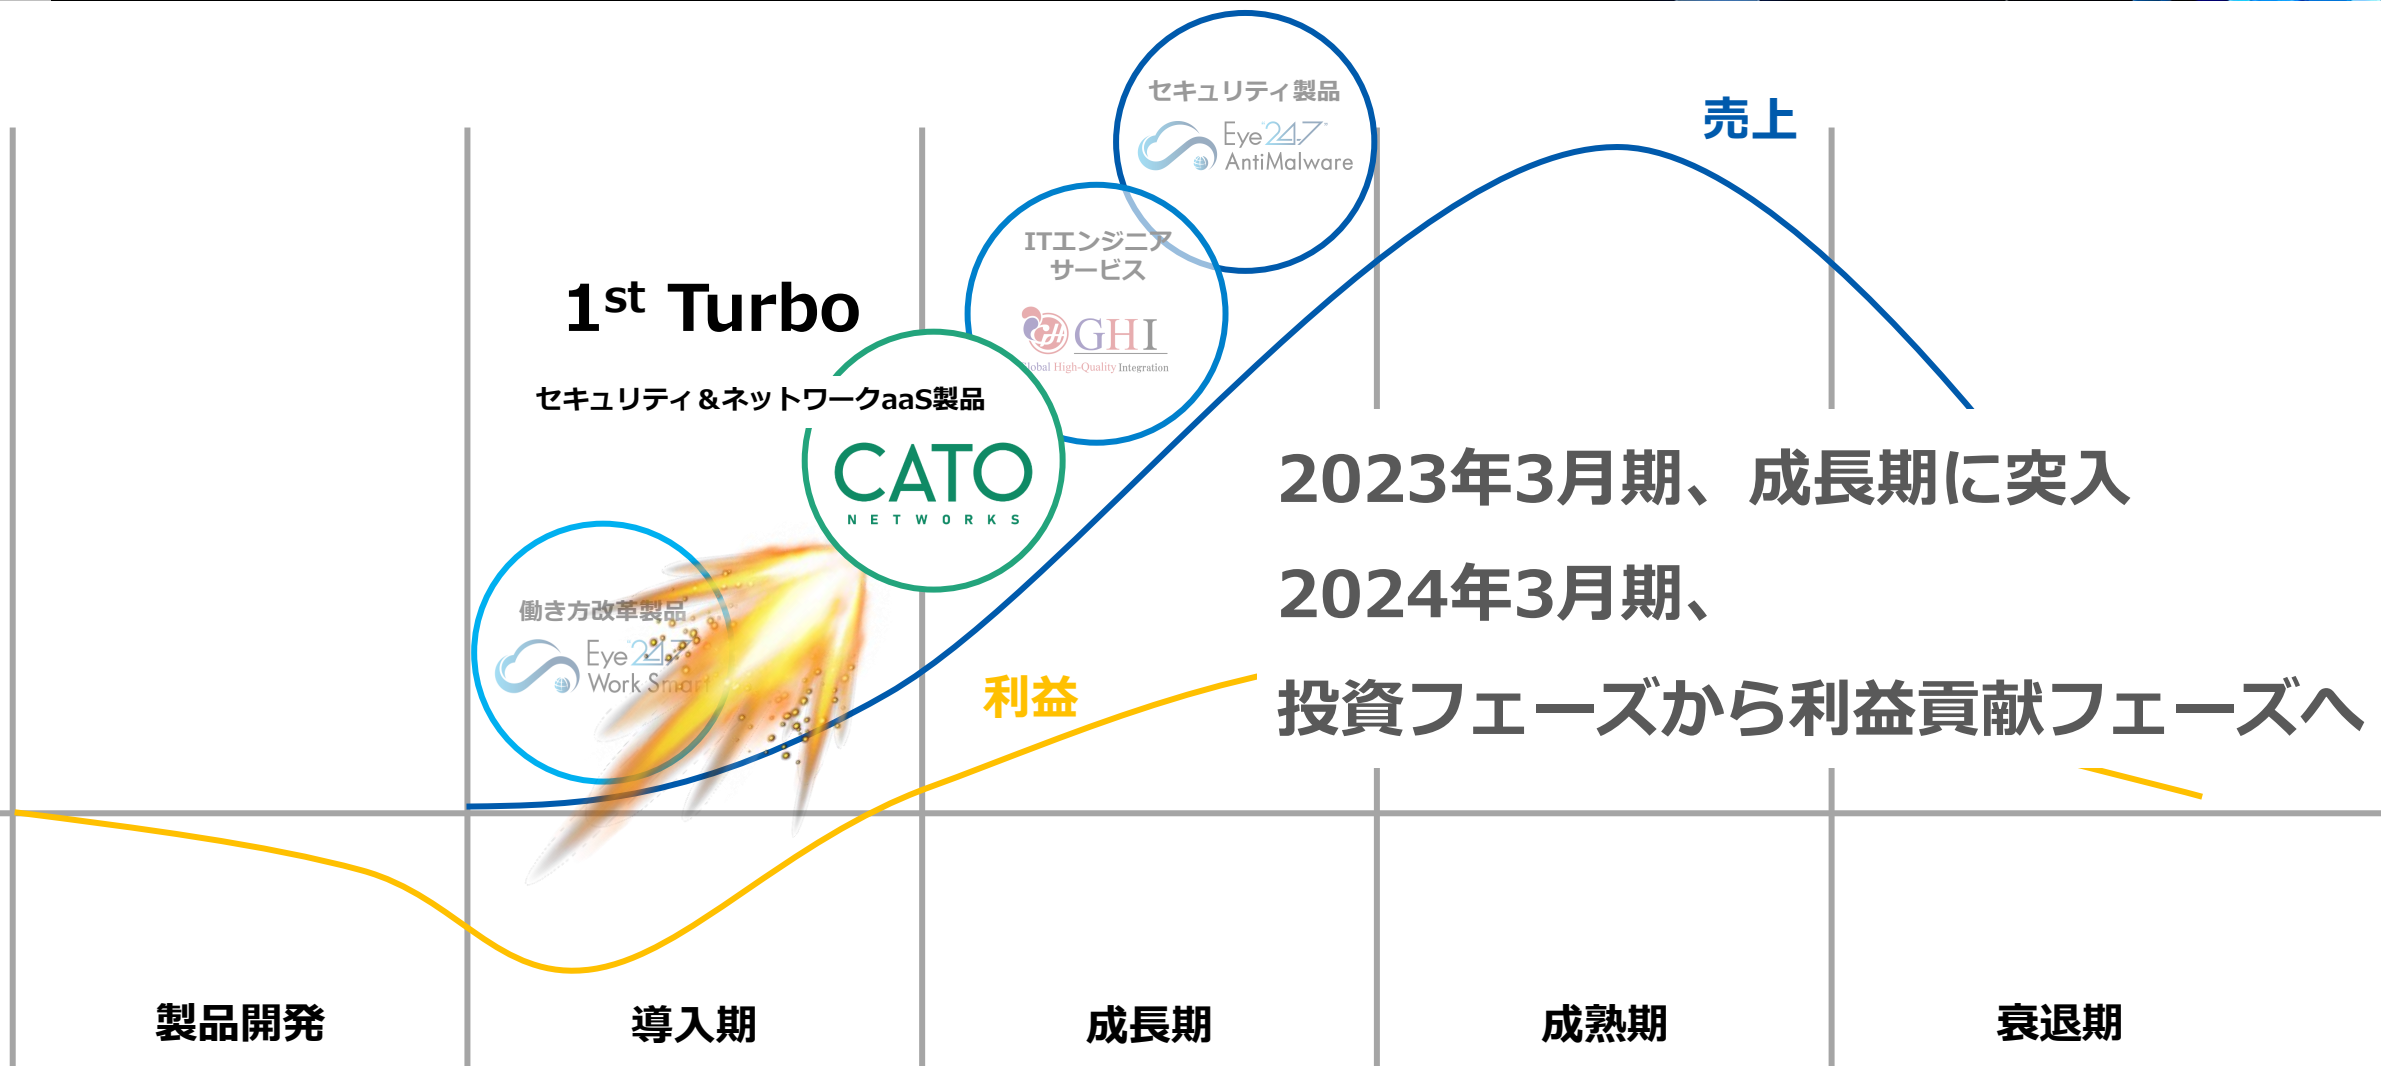 セキュリティ製品
Eye"247"
AntiMalware
売上
ITエンジニア
サービス
GHI
Global High-Quality Integration
1st Turbo
セキュリティ＆ネットワークaaS製品
CATO
NETWORKS
2023年3月期、成長期に突入
2024年3月期、
投資フェーズから利益貢献フェーズへ
働き方改革製品
Eye"247
Work Smart
利益
製品開発
導入期
成長期
成熟期
衰退期